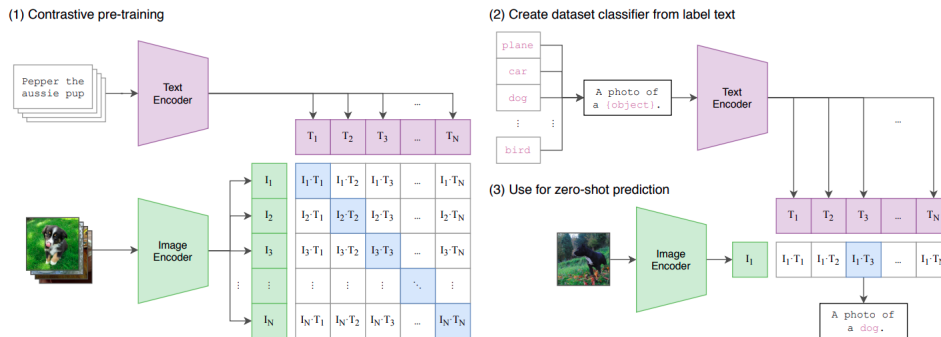 (1) Contrastive pre-training
Pepper the
aussie pup
Text
Encoder
...
T1 T2 T3 ... TN
I1 I1·T1 I1·T2 I1·T3 ... I1·TN
I2 I2·T1 I2·T2 I2·T3 ... I2·TN
I3 I3·T1 I3·T2 I3·T3 ... I3·TN
⋮ ⋮ ⋮ ⋮ ⋱ ⋮
IN IN·T1 IN·T2 IN·T3 ... IN·TN
Image
Encoder
(2) Create dataset classifier from label text
plane
car
dog
⋮ ⋮
bird
A photo of
a {object}.
Text
Encoder
...
(3) Use for zero-shot prediction
Image
Encoder
T1 T2 T3 ... TN
I1 I1·T1 I1·T2 I1·T3 ... I1·TN
A photo of
a dog.